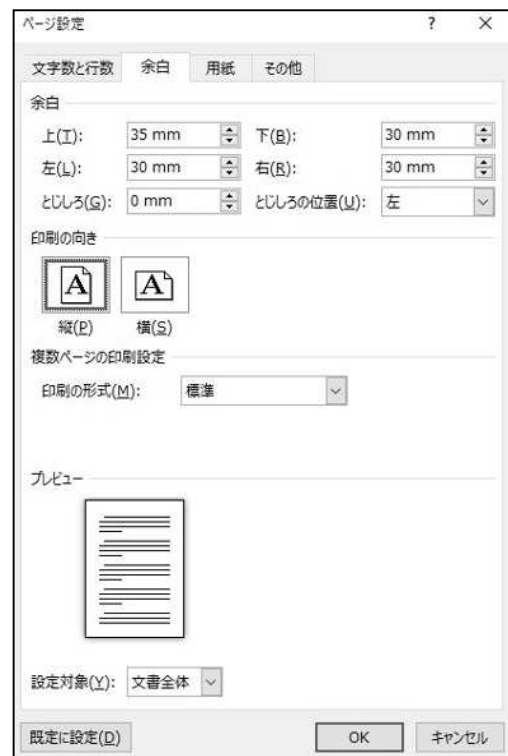 ページ設定 ? ×
文字数と行数 余白 用紙 その他
余白
上(T): 35 mm 下(B): 30 mm
左(L): 30 mm 右(R): 30 mm
とじしろ(G): 0 mm とじしろの位置(U): 左
印刷の向き
A A
縦(P) 横(S)
複数ページの印刷設定
印刷の形式(M): 標準
プレビュー
設定対象(Y): 文書全体
既定に設定(D) OK キャンセル